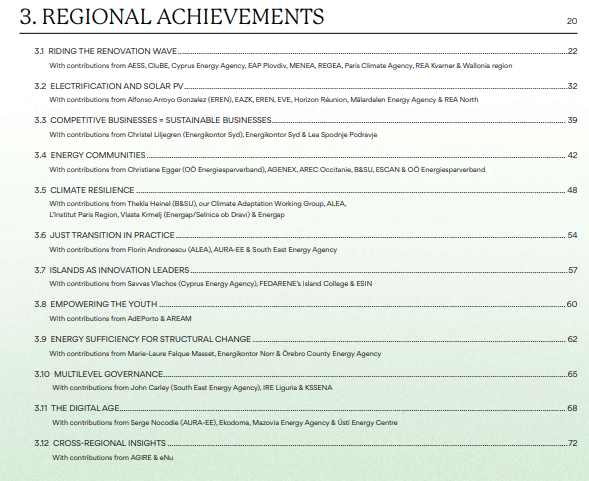 3. REGIONAL ACHIEVEMENTS 20
3.1 RIDING THE RENOVATION WAVE 22
With contributions from AESS, CluBE, Cyprus Energy Agency, EAP Plovdiv, MENEA, REGEA, Paris Climate Agency, REA Kvarner & Wallonia region
3.2 ELECTRIFICATION AND SOLAR PV 32
With contributions from Alfonso Arroyo Gonzalez (EREN), EAZK, EREN, EVE, Horizon Réunion, Mälardalen Energy Agency & REA North
3.3 COMPETITIVE BUSINESSES = SUSTAINABLE BUSINESSES 39
With contributions from Christel Liljegren (Energikontor Syd), Energikontor Syd & Lea Spodnje Podravje
3.4 ENERGY COMMUNITIES 42
With contributions from Christiane Egger (OÖ Energiesparverband), AGENEX, AREC Occitanie, B&SU, ESCAN & OÖ Energiesparverband
3.5 CLIMATE RESILIENCE 48
With contributions from Thekla Heinel (B&SU), our Climate Adaptation Working Group, ALEA,
L'Institut Paris Region, Vlasta Krmelj (Energap/Selnica ob Dravi) & Energap
3.6 JUST TRANSITION IN PRACTICE 54
With contributions from Florin Andronescu (ALEA), AURA-EE & South East Energy Agency
3.7 ISLANDS AS INNOVATION LEADERS 57
With contributions from Savvas Vlachos (Cyprus Energy Agency), FEDARENE's Island College & ESIN
3.8 EMPOWERING THE YOUTH 60
With contributions from AdEPorto & AREAM
3.9 ENERGY SUFFICIENCY FOR STRUCTURAL CHANGE 62
With contributions from Marie-Laure Falque Masset, Energikontor Norr & Örebro County Energy Agency
3.10 MULTILEVEL GOVERNANCE 65
With contributions from John Carley (South East Energy Agency), IRE Liguria & KSSENA
3.11 THE DIGITAL AGE 68
With contributions from Serge Nocodie (AURA-EE), Ekodoma, Mazovia Energy Agency & Ústí Energy Centre
3.12 CROSS-REGIONAL INSIGHTS 72
With contributions from AGIRE & eNu